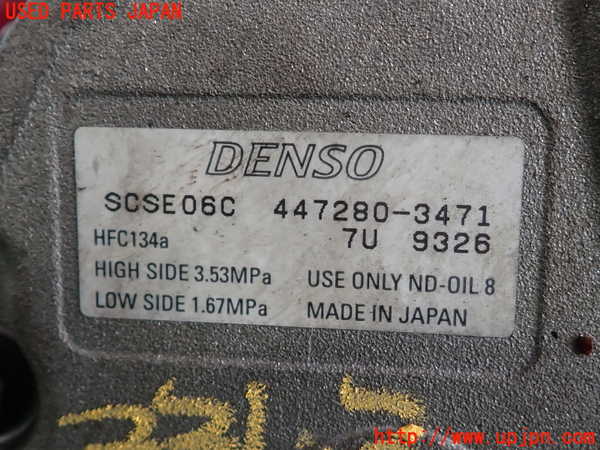 USED PARTS JAPAN
DENSO
SCSE06C 447280-3471
HFC134a 7U 9326
HIGH SIDE 3.53MPa USE ONLY ND-OIL 8
LOW SIDE 1.67MPa MADE IN JAPAN
http://www.upjpn.com/